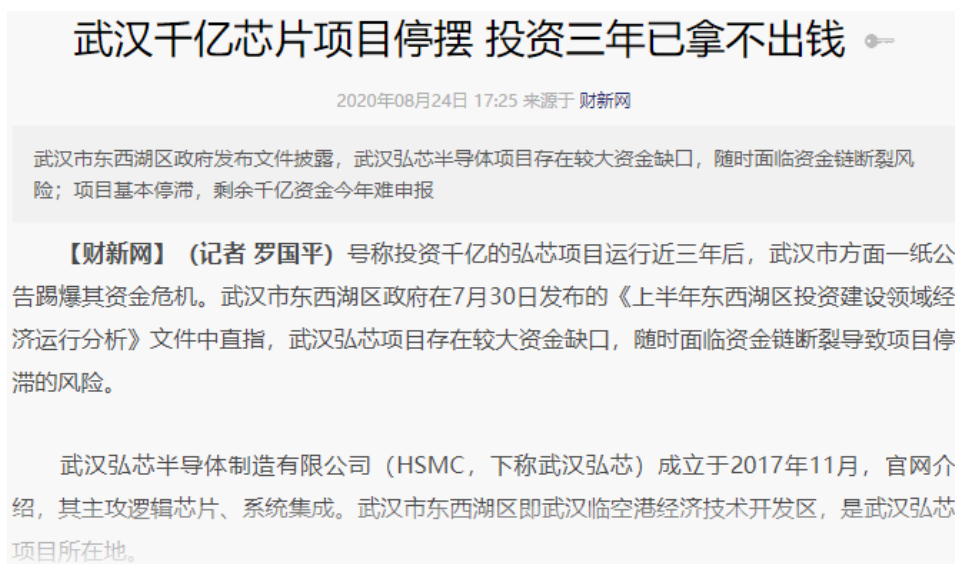 武汉千亿芯片项目停摆 投资三年已拿不出钱
2020年08月24日 17:25 来源于 财新网
武汉市东西湖区政府发布文件披露，武汉弘芯半导体项目存在较大资金缺口，随时面临资金链断裂风
险；项目基本停滞，剩余千亿资金今年难申报
【财新网】（记者 罗国平）号称投资千亿的弘芯项目运行近三年后，武汉市方面一纸公
告踢爆其资金危机。武汉市东西湖区政府在7月30日发布的《上半年东西湖区投资建设领域经
济运行分析》文件中直指，武汉弘芯项目存在较大资金缺口，随时面临资金链断裂导致项目停
滞的风险。
武汉弘芯半导体制造有限公司（HSMC，下称武汉弘芯）成立于2017年11月，官网介
绍，其主攻逻辑芯片、系统集成。武汉市东西湖区即武汉临空港经济技术开发区，是武汉弘芯
项目所在地。